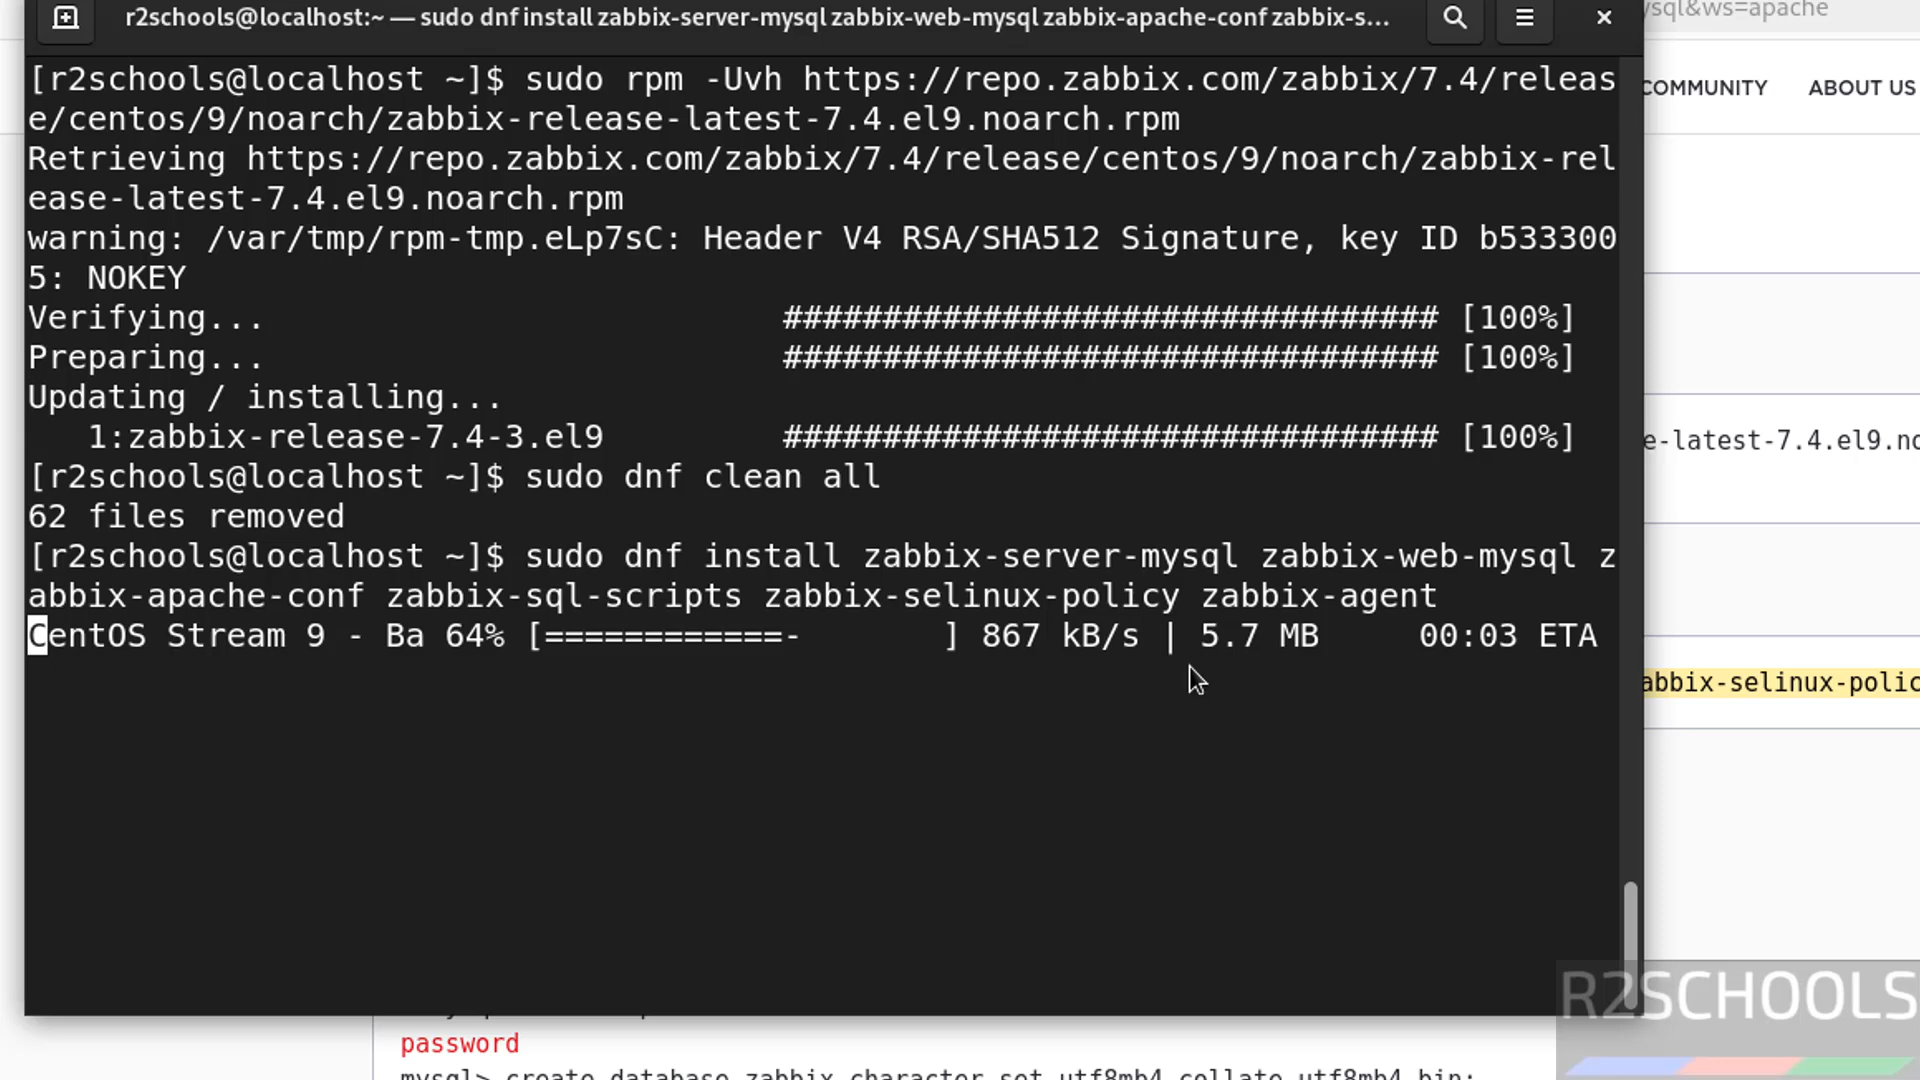 r2schools@localhost:~ — sudo dnf install zabbix-server-mysql zabbix-web-mysql zabbix-apache-conf zabbix-s...
ysql&ws=apache
COMMUNITY ABOUT US
[r2schools@localhost ~]$ sudo rpm -Uvh https://repo.zabbix.com/zabbix/7.4/releas
e/centos/9/noarch/zabbix-release-latest-7.4.el9.noarch.rpm
Retrieving https://repo.zabbix.com/zabbix/7.4/release/centos/9/noarch/zabbix-rel
ease-latest-7.4.el9.noarch.rpm
warning: /var/tmp/rpm-tmp.eLp7sC: Header V4 RSA/SHA512 Signature, key ID b533300
5: NOKEY
Verifying... ################################# [100%]
Preparing... ################################# [100%]
Updating / installing...
1:zabbix-release-7.4-3.el9 ################################# [100%]
e-latest-7.4.el9.no
[r2schools@localhost ~]$ sudo dnf clean all
62 files removed
[r2schools@localhost ~]$ sudo dnf install zabbix-server-mysql zabbix-web-mysql z
abbix-apache-conf zabbix-sql-scripts zabbix-selinux-policy zabbix-agent
CentOS Stream 9 - Ba 64% [============- ] 867 kB/s | 5.7 MB 00:03 ETA
abbix-selinux-polic
R2SCHOOLS
password
mysql> create database zabbix character set utf8mb4 collate utf8mb4_bin;